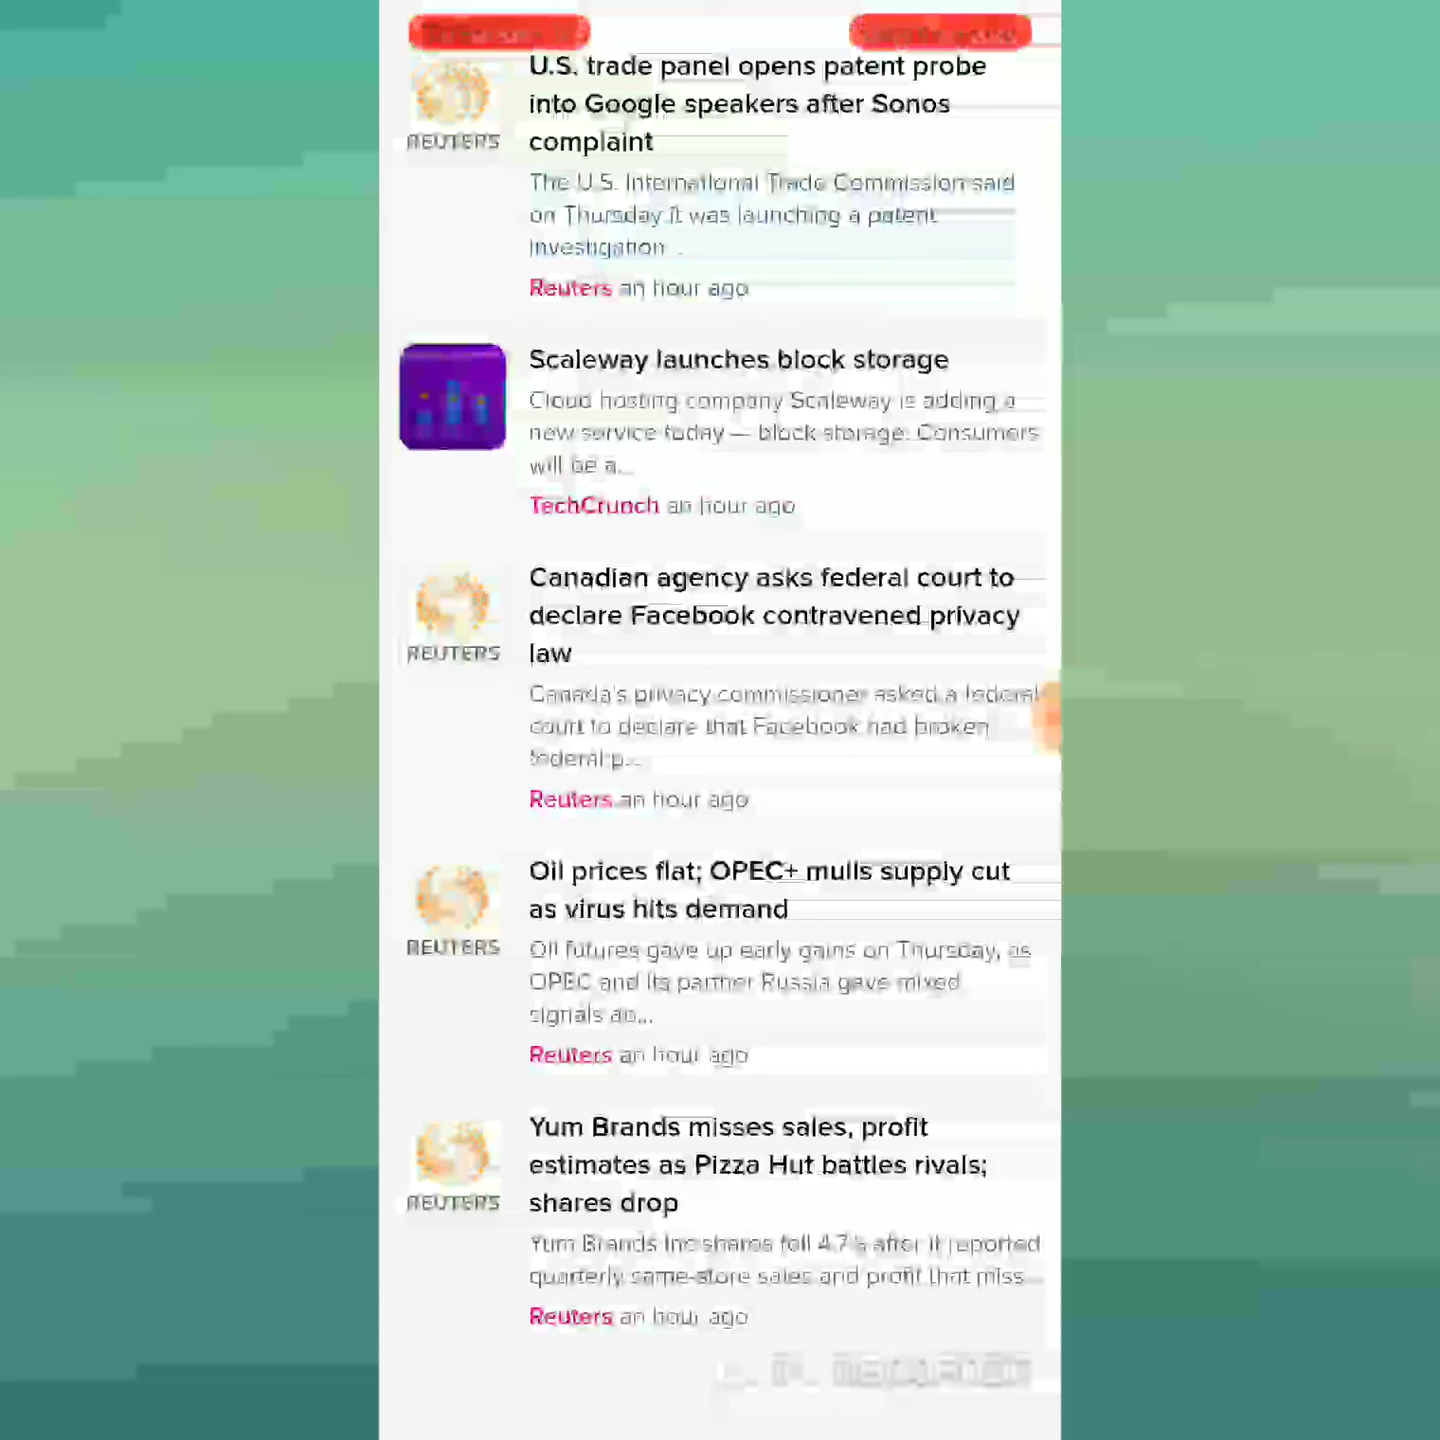 U.S. trade panel opens patent probe
into Google speakers after Sonos
complaint
REUTERS
The U.S. International Trade Commission said
on Thursday it was launching a patent
investigation
Reuters an hour ago
Scaleway launches block storage
Cloud hosting company Scaleway is adding a
new service today — block storage. Consumers
will be a...
TechCrunch an hour ago
Canadian agency asks federal court to
declare Facebook contravened privacy
law
REUTERS
Canada's privacy commissioner asked a federal
court to declare that Facebook had broken
federal p...
Reuters an hour ago
Oil prices flat; OPEC+ mulls supply cut
as virus hits demand
REUTERS
Oil futures gave up early gains on Thursday, as
OPEC and its partner Russia gave mixed
signals ao...
Reuters an hour ago
Yum Brands misses sales, profit
estimates as Pizza Hut battles rivals;
shares drop
REUTERS
Yum Brands Inc shares fell 4.7% after it reported
quarterly same-store sales and profit that miss...
Reuters an hour ago